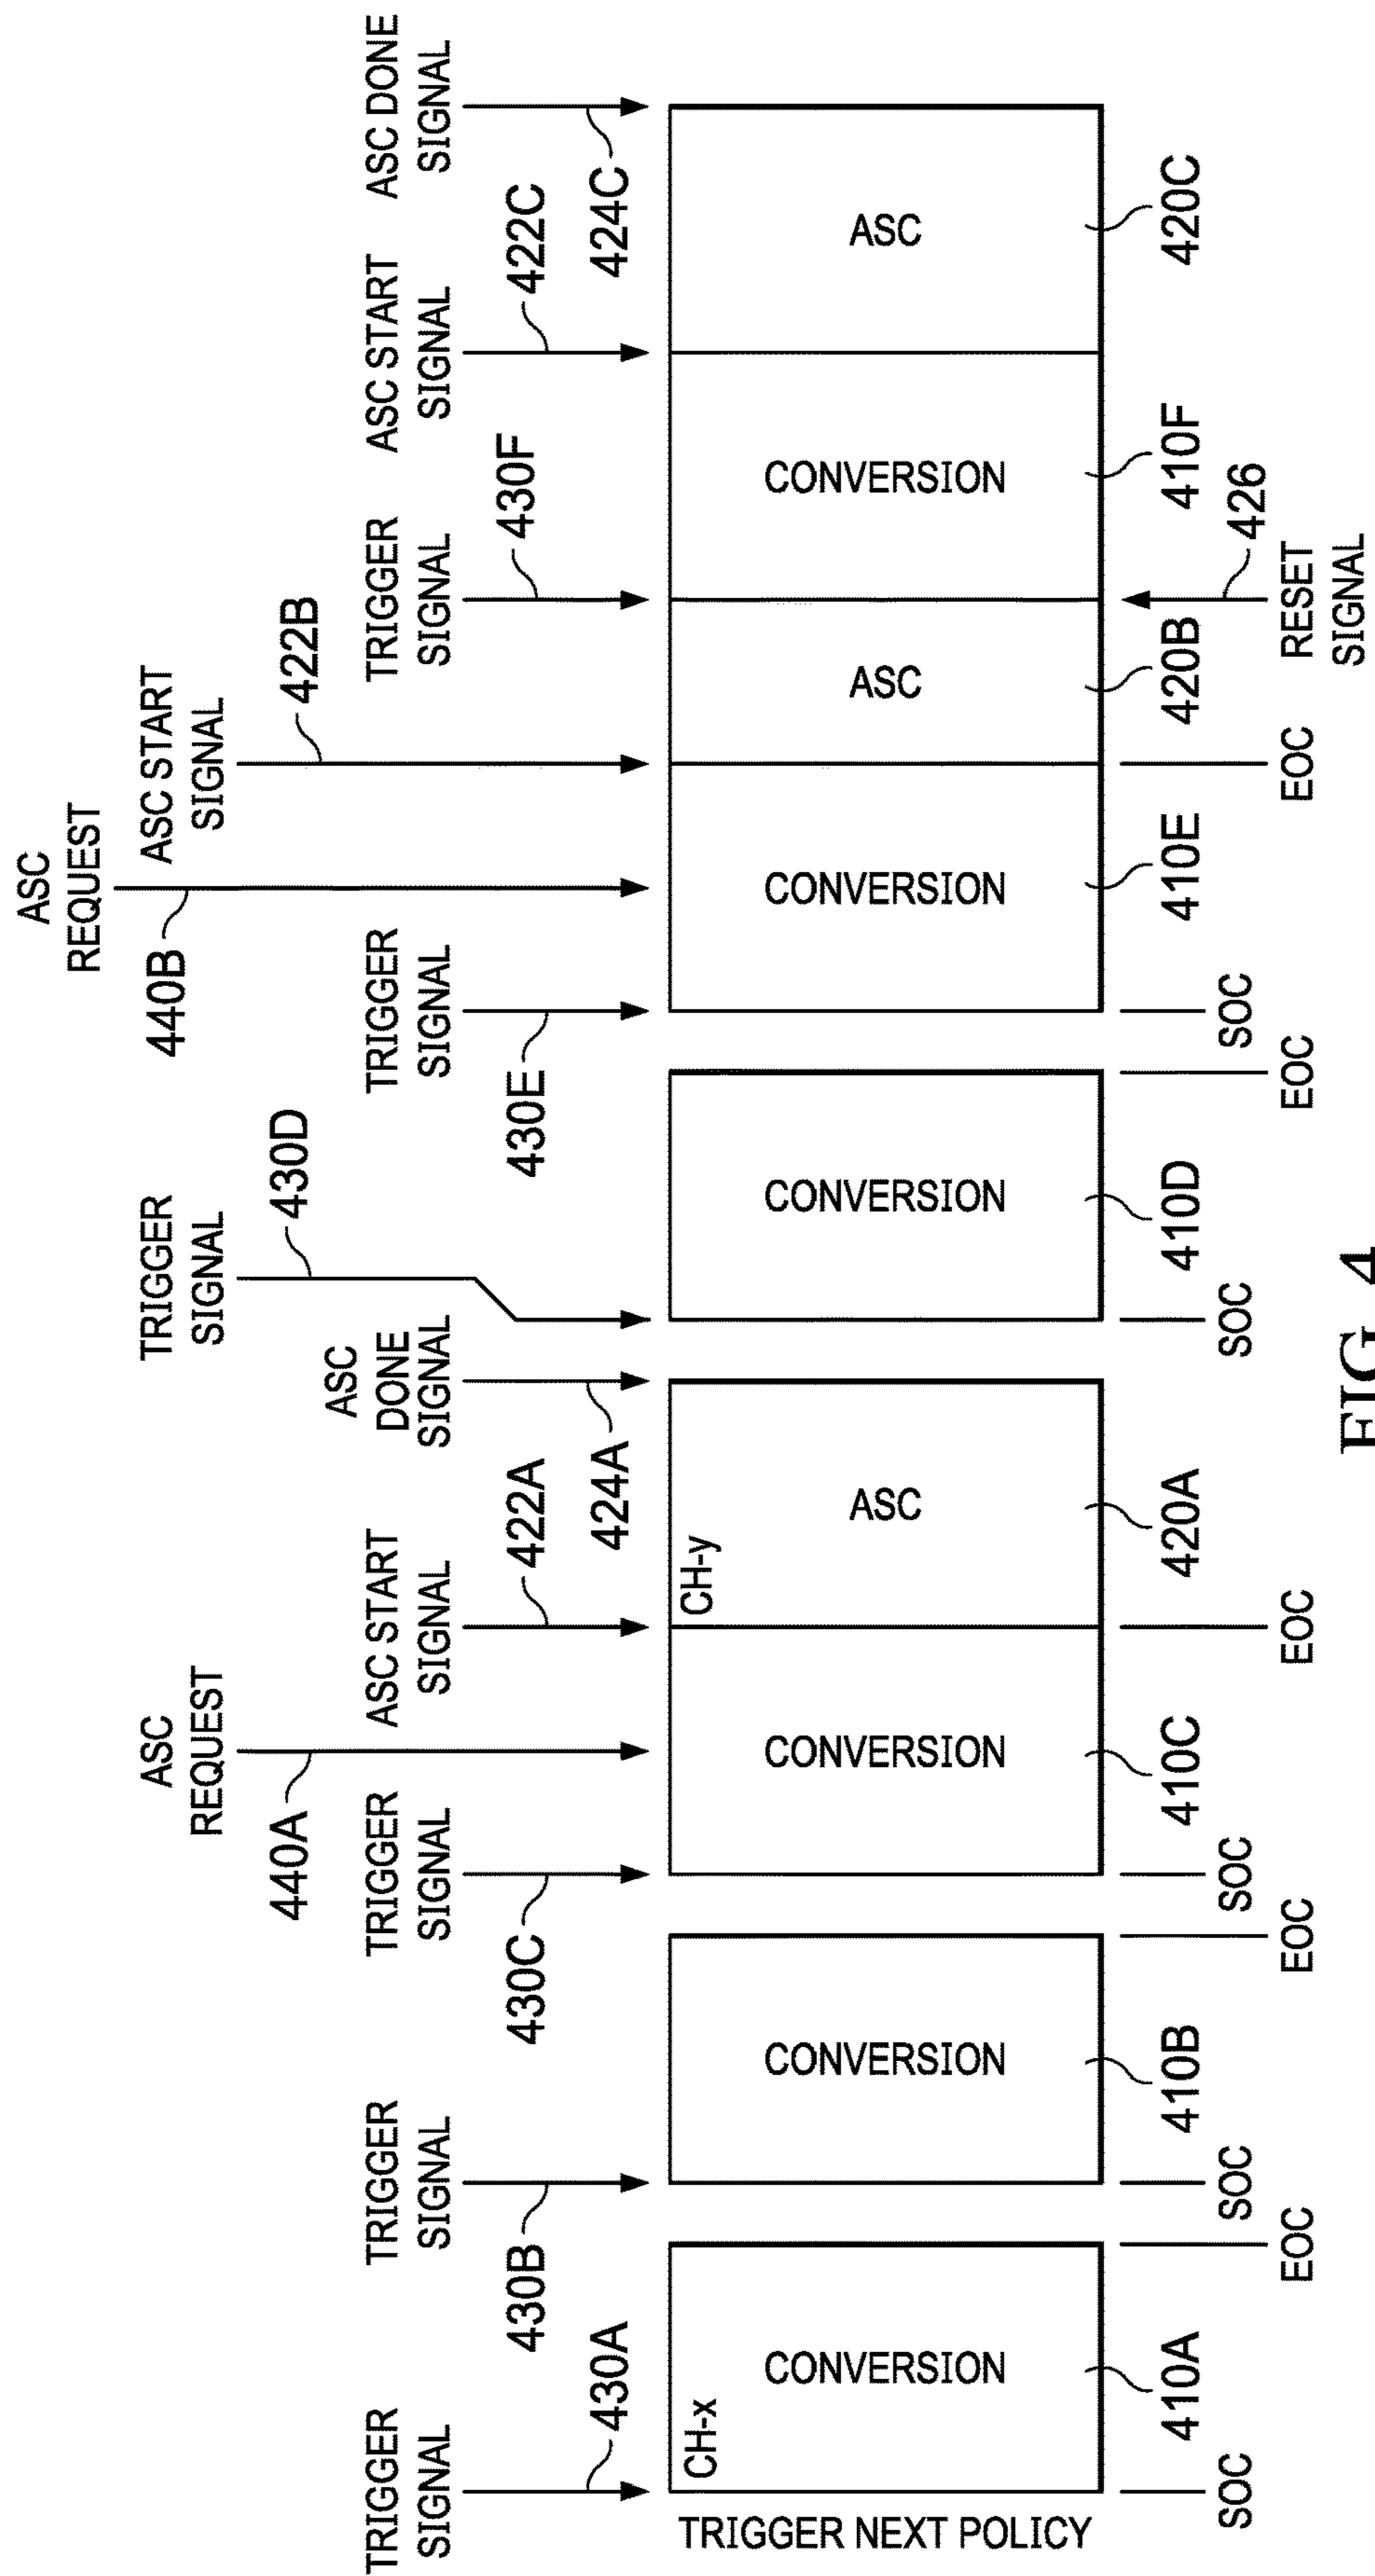 TRIGGER
SIGNAL
430A
TRIGGER
SIGNAL
430B
TRIGGER
SIGNAL
430C
ASC
REQUEST
440A
ASC START
SIGNAL
422A
ASC
DONE
SIGNAL
424A
TRIGGER
SIGNAL
430D
TRIGGER
SIGNAL
430E
ASC
REQUEST
440B
ASC START
SIGNAL
422B
TRIGGER
SIGNAL
430F
ASC START
SIGNAL
422C
ASC DONE
SIGNAL
424C
TRIGGER NEXT POLICY
CH-x
CONVERSION
CONVERSION
CONVERSION
CH-y
ASC
CONVERSION
CONVERSION
ASC
CONVERSION
ASC
410A
410B
410C
420A
410D
410E
420B
410F
420C
SOC
EOC
SOC
EOC
SOC
EOC
SOC
EOC
SOC
EOC
426
RESET
SIGNAL
FIG. 4